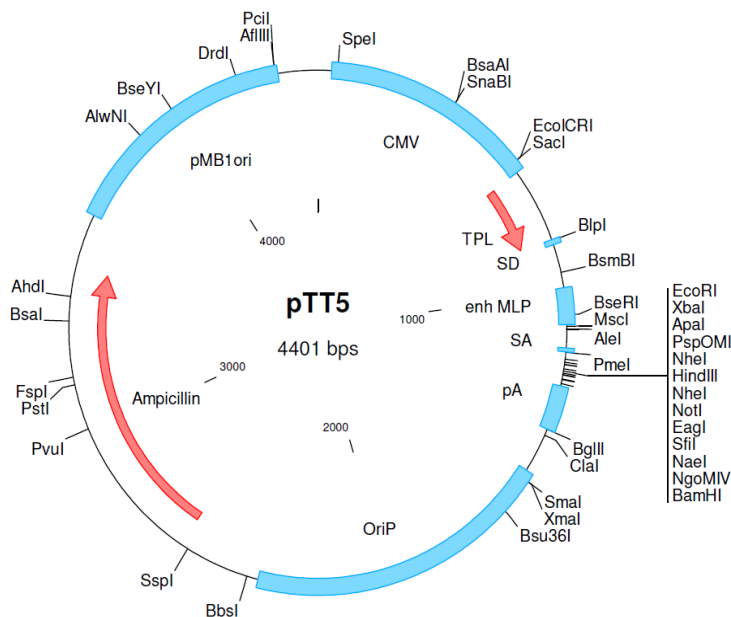 PciI
AflIII
DrdI
BseYI
AlwNI
SpeI
BsaAI
SnaBI
EcoICRI
SacI
CMV
pMB1ori
I
4000
TPL
SD
BlpI
BsmBI
enh MLP
BseRI
MscI
AleI
SA
PmeI
pA
EcoRI
XbaI
ApaI
PspOMI
NheI
HindIII
NheI
NotI
EagI
SfiI
NaeI
NgoMIV
BamHI
1000
pTT5
4401 bps
AhdI
BsaI
3000
FspI
PstI
Ampicillin
PvuI
2000
BglII
ClaI
SmaI
XmaI
Bsu36I
OriP
SspI
BbsI